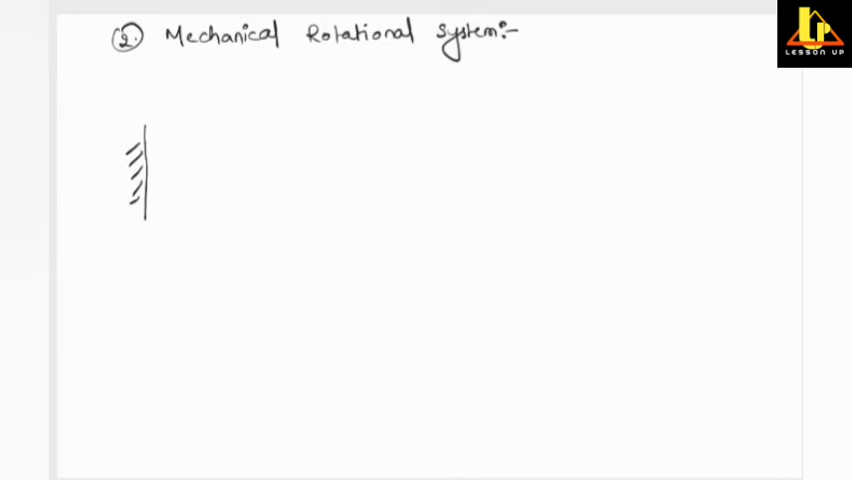 (2.) Mechanical Rotational System:-
LESSON UP